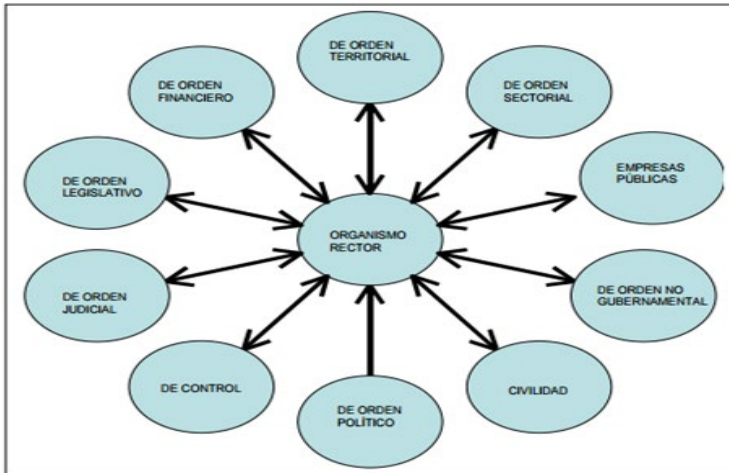 DE ORDEN
TERRITORIAL
DE ORDEN
FINANCIERO
DE ORDEN
SECTORIAL
DE ORDEN
LEGISLATIVO
EMPRESAS
PÚBLICAS
ORGANISMO
RECTOR
DE ORDEN
JUDICIAL
DE ORDEN NO
GUBERNAMENTAL
DE CONTROL
DE ORDEN
POLÍTICO
CIVILIDAD